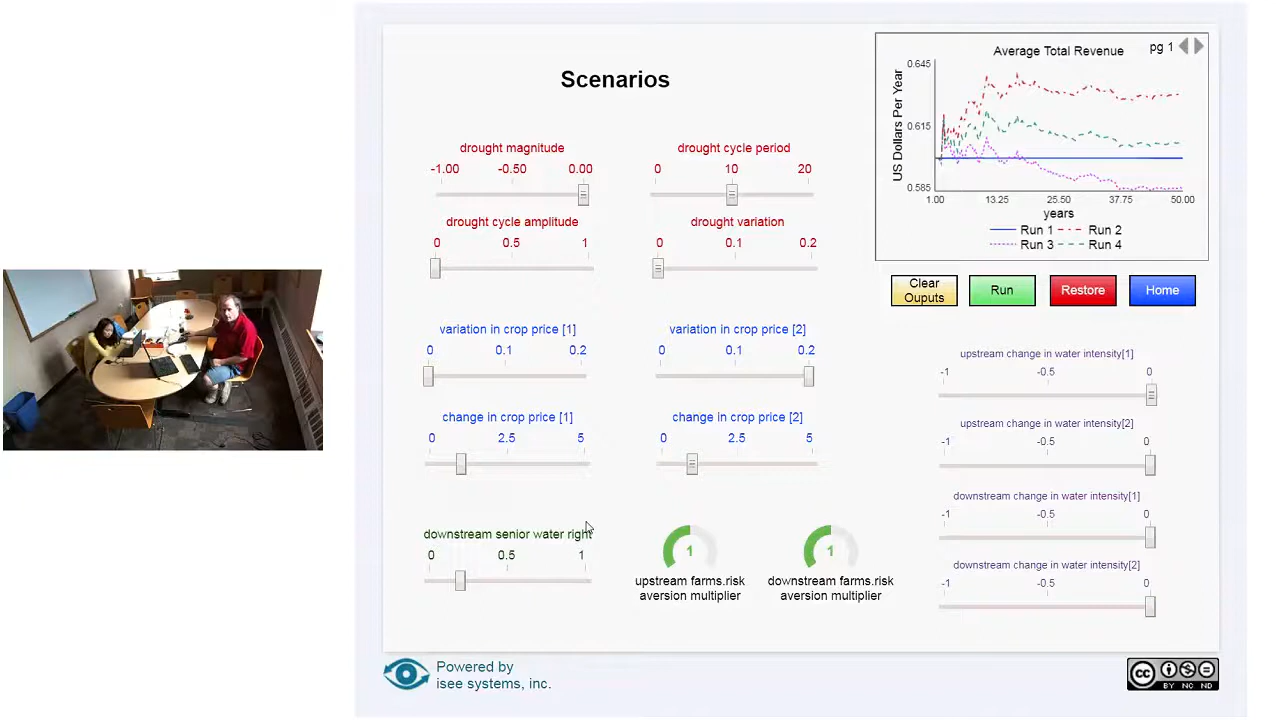 Scenarios
drought magnitude
-1.00 -0.50 0.00
drought cycle period
0 10 20
drought cycle amplitude
0 0.5 1
drought variation
0 0.1 0.2
variation in crop price [1]
0 0.1 0.2
variation in crop price [2]
0 0.1 0.2
change in crop price [1]
0 2.5 5
change in crop price [2]
0 2.5 5
downstream senior water right
0 0.5 1
1
upstream farms.risk
aversion multiplier
1
downstream farms.risk
aversion multiplier
Average Total Revenue
pg 1
US Dollars Per Year
0.645
0.615
0.585
1.00 13.25 25.50 37.75 50.00
years
Run 1 Run 2
Run 3 Run 4
Clear
Ouputs
Run
Restore
Home
upstream change in water intensity[1]
-1 -0.5 0
upstream change in water intensity[2]
-1 -0.5 0
downstream change in water intensity[1]
-1 -0.5 0
downstream change in water intensity[2]
-1 -0.5 0
Powered by
isee systems, inc.
cc
BY NC ND